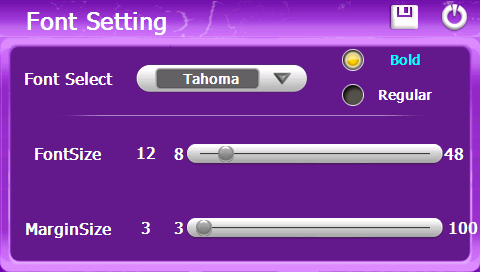 Font Setting
Font Select Tahoma Bold
Regular
FontSize 12 8 48
MarginSize 3 3 100